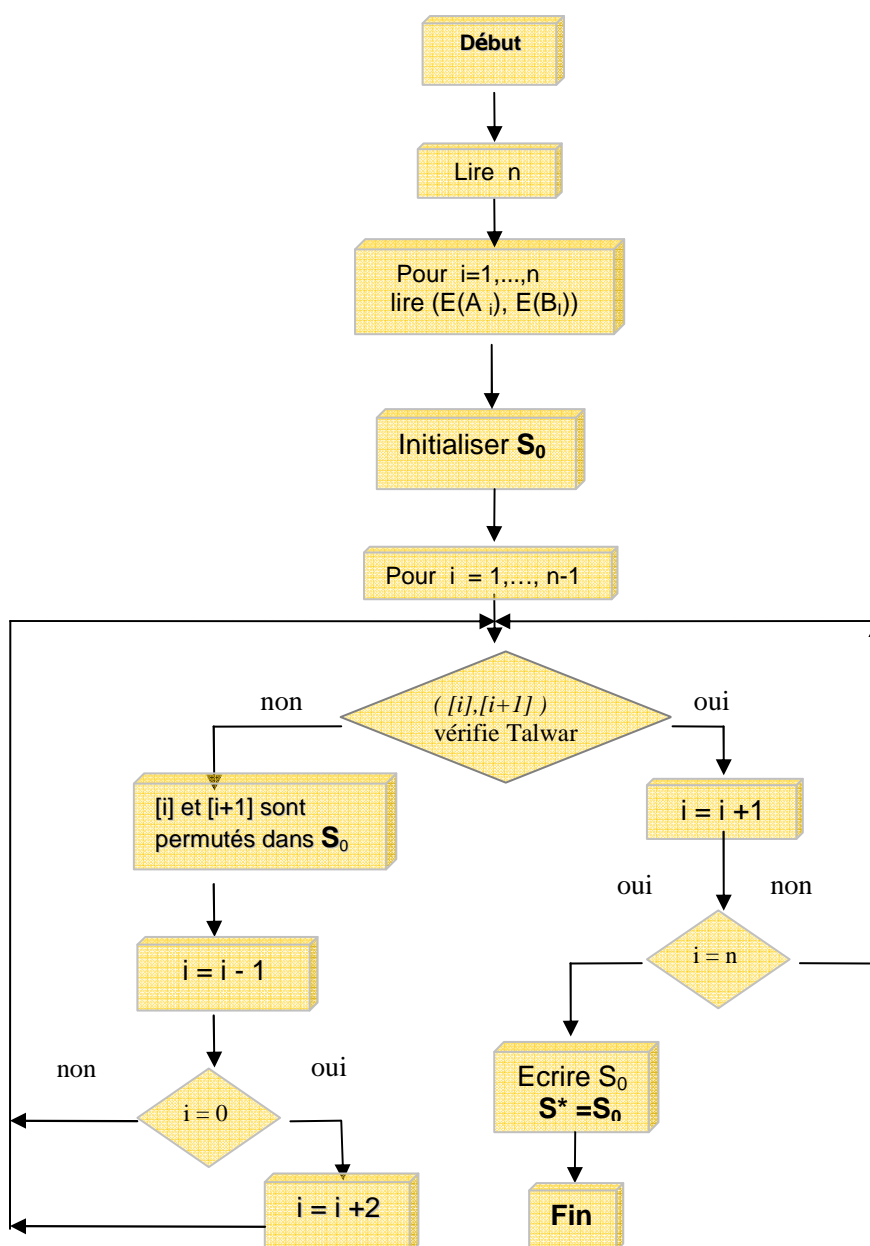 Début
Lire n
Pour i=1,...,n
lire (E(A i), E(Bl))
Initialiser S0
Pour i = 1,..., n-1
( [i],[i+1] )
vérifie Talwar
non
oui
[i] et [i+1] sont
permutés dans S0
i = i +1
oui
non
i = i - 1
i = n
non
oui
i = 0
Ecrire S0
S* =S0
i = i +2
Fin